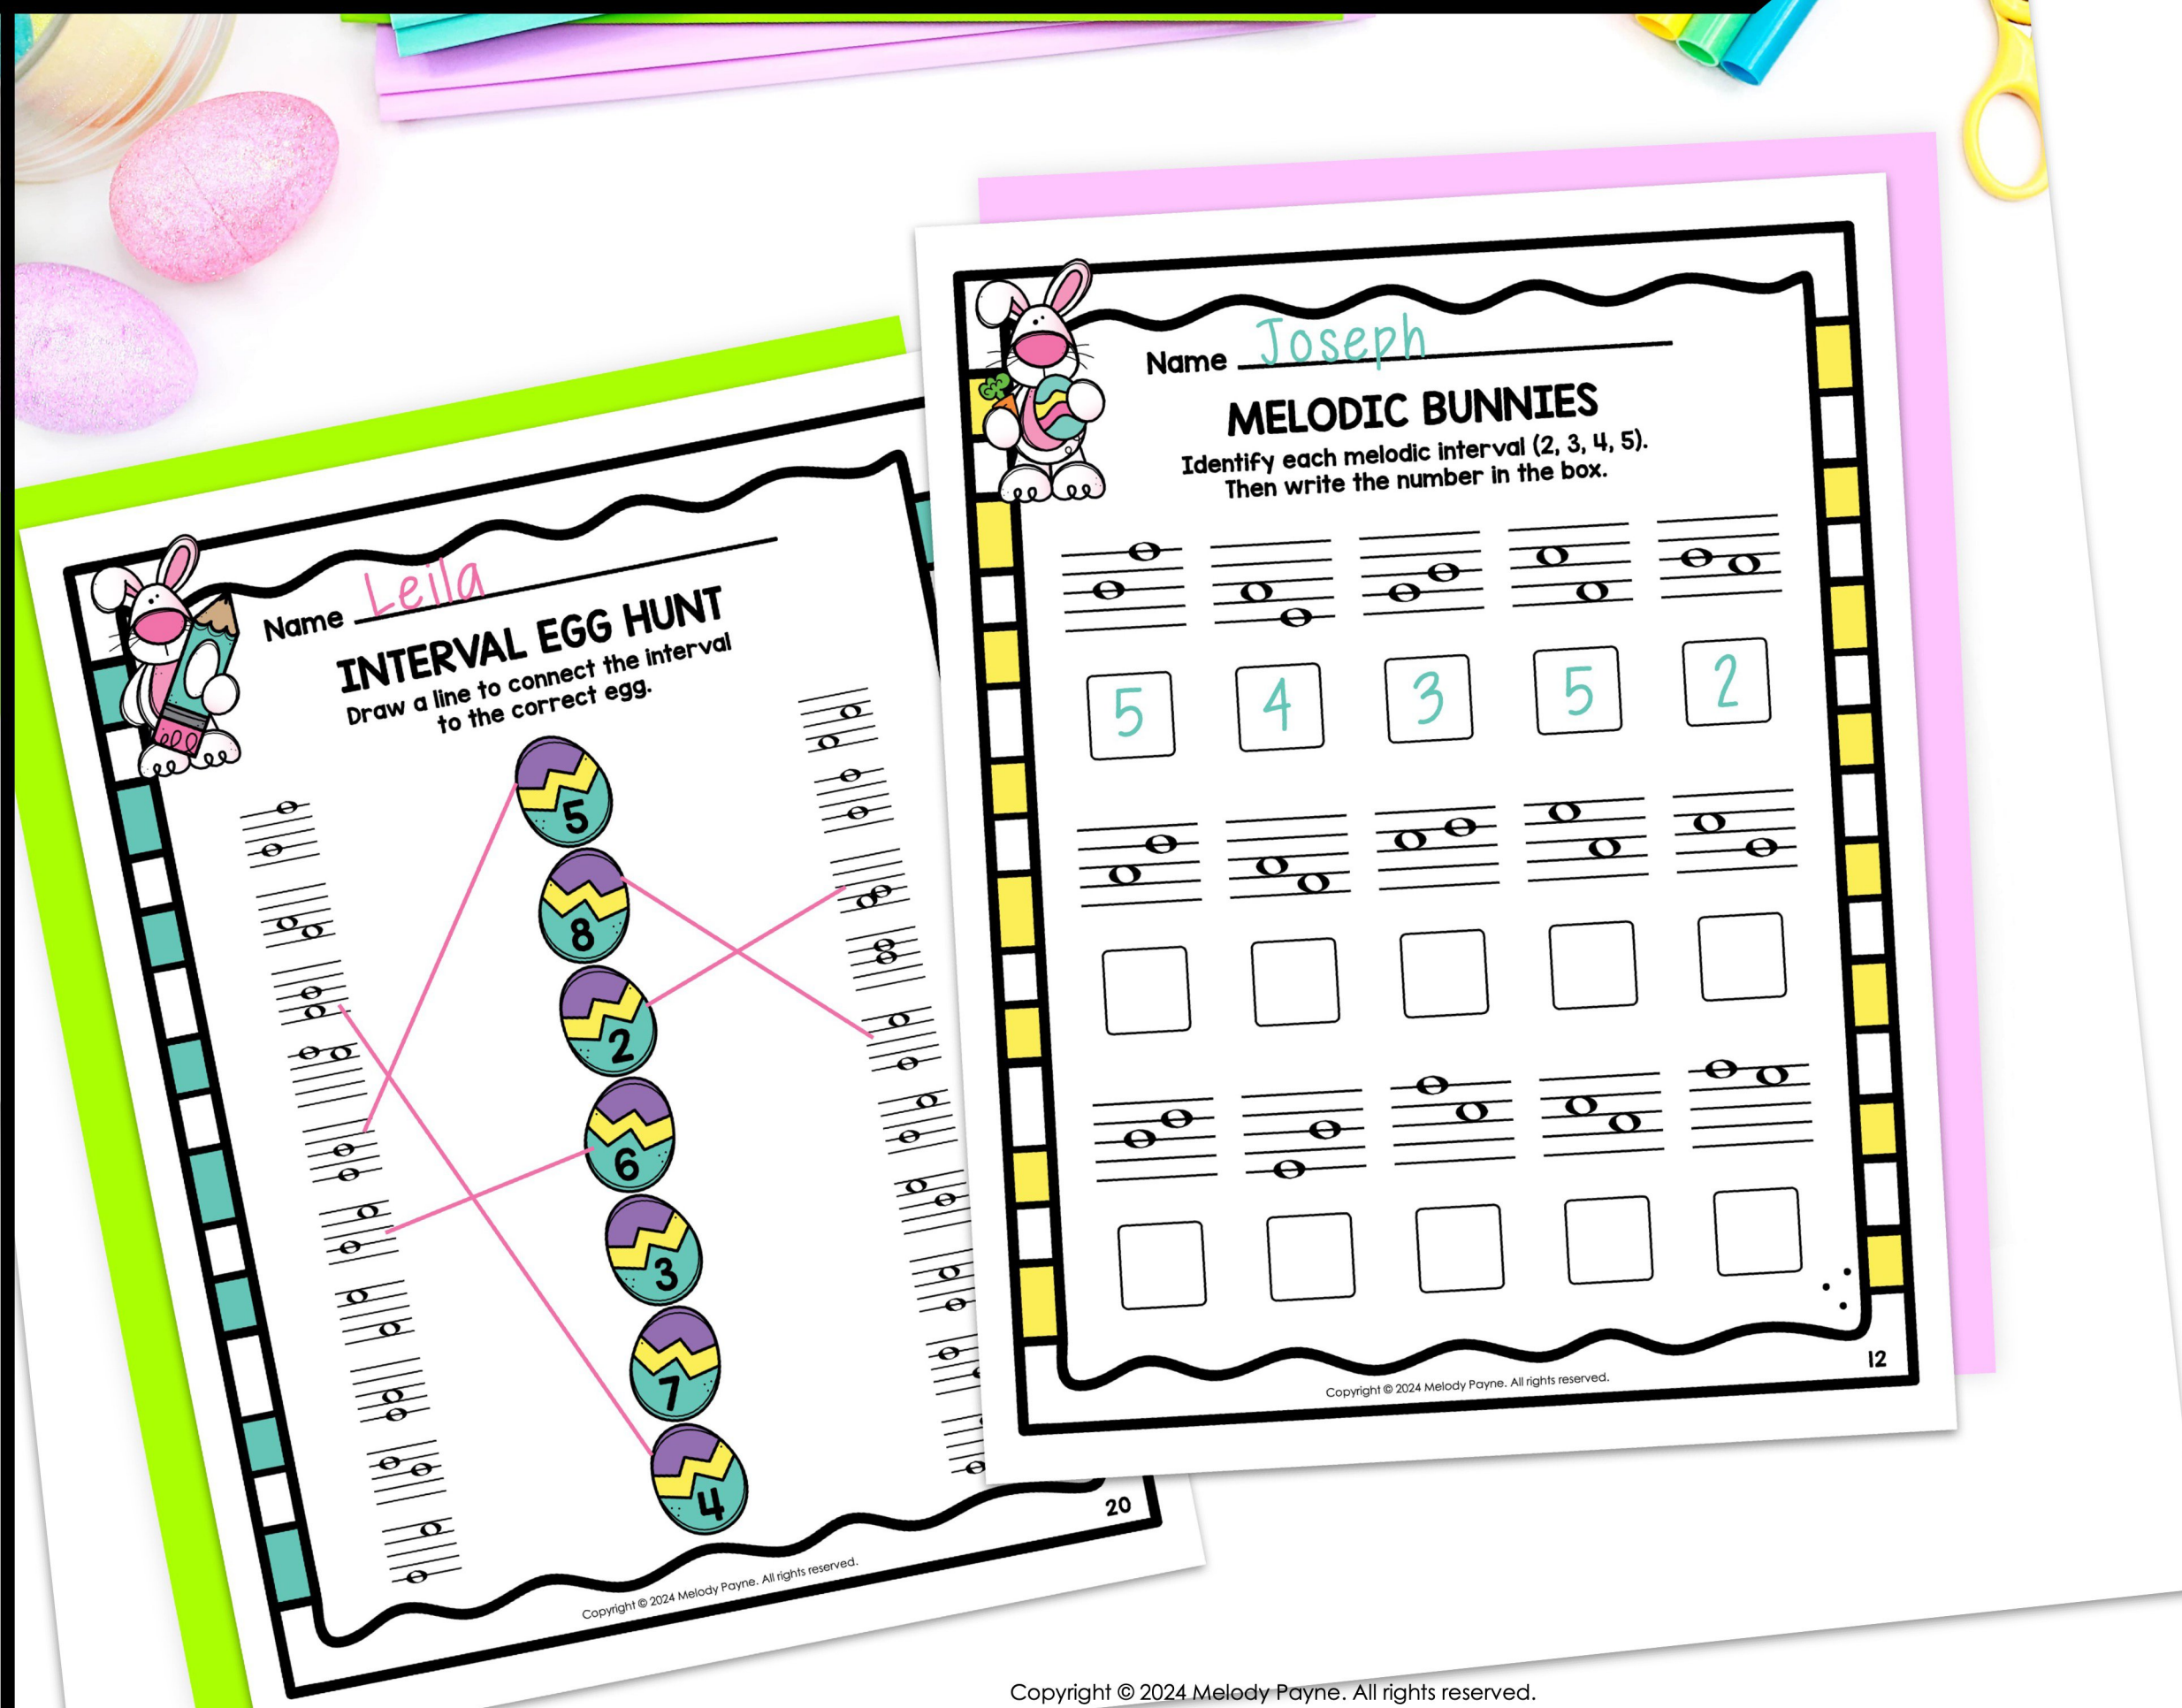 Name Leila
INTERVAL EGG HUNT
Draw a line to connect the interval
to the correct egg.
5
8
2
6
3
7
4
20
Copyright © 2024 Melody Payne. All rights reserved.
Name Joseph
MELODIC BUNNIES
Identify each melodic interval (2, 3, 4, 5).
Then write the number in the box.
5 4 3 5 2
12
Copyright © 2024 Melody Payne. All rights reserved.
Copyright © 2024 Melody Payne. All rights reserved.